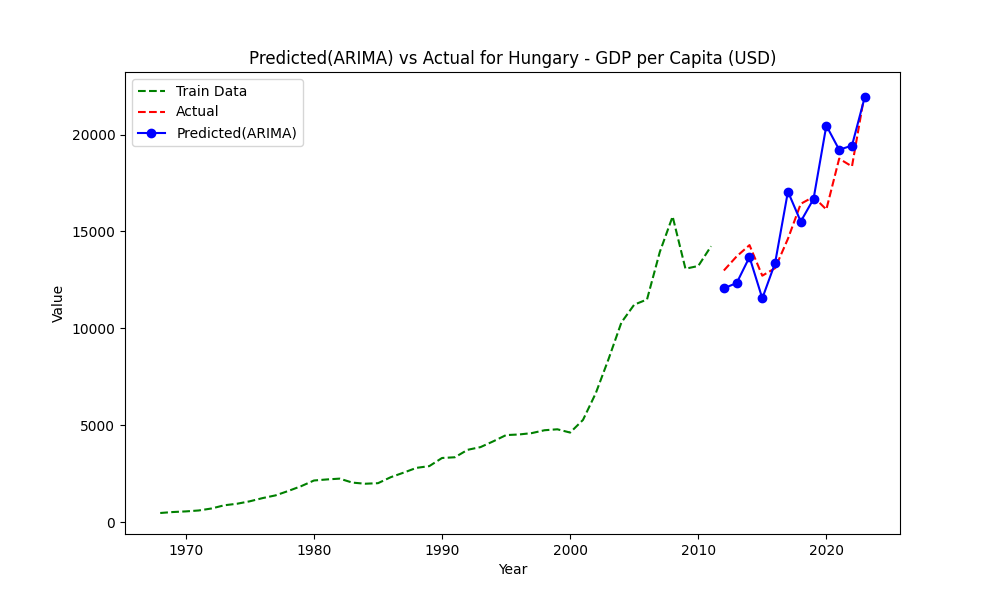 Predicted(ARIMA) vs Actual for Hungary - GDP per Capita (USD)
Train Data
Actual
Predicted(ARIMA)
20000
15000
10000
5000
0
Value
1970
1980
1990
2000
2010
2020
Year